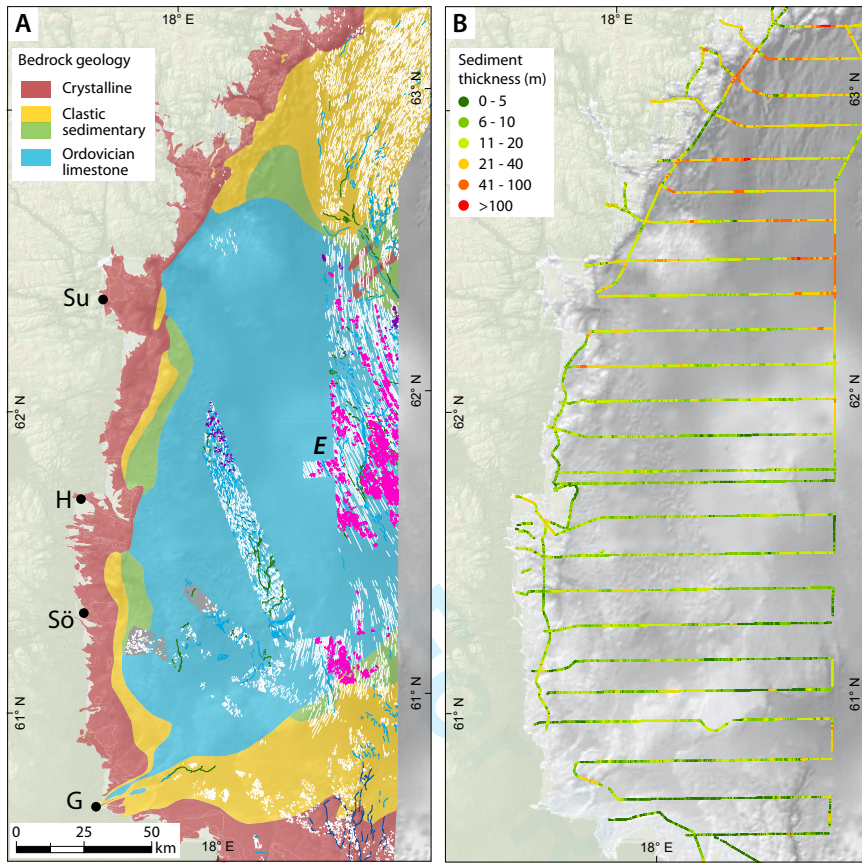 A
18° E
Bedrock geology
Crystalline
Clastic
sedimentary
Ordovician
limestone
63° N
Su
62° N
62° N
E
H
Sö
61° N
61° N
G
0 25 50
km
18° E
B
18° E
Sediment
thickness (m)
0 - 5
6 - 10
11 - 20
21 - 40
41 - 100
>100
63° N
62° N
62° N
61° N
61° N
18° E